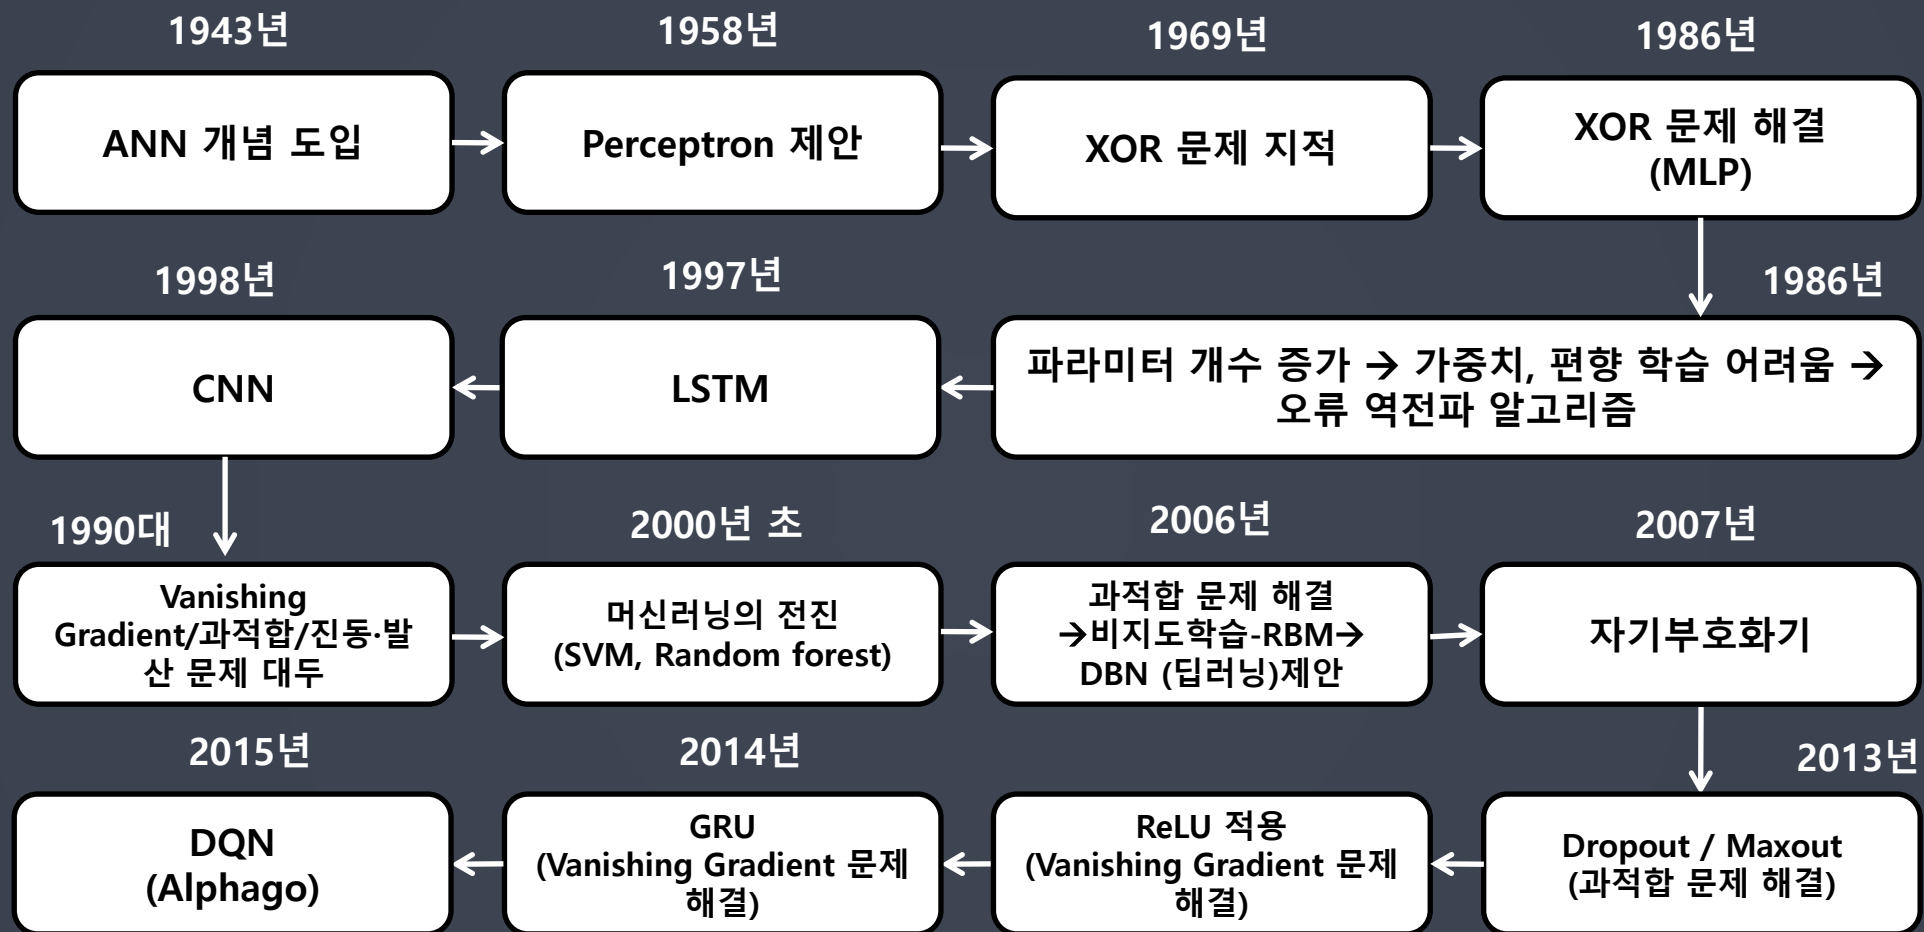 1943년
ANN 개념 도입
1958년
Perceptron 제안
1969년
XOR 문제 지적
1986년
XOR 문제 해결
(MLP)
1986년
파라미터 개수 증가 → 가중치, 편향 학습 어려움 →
오류 역전파 알고리즘
1997년
LSTM
1998년
CNN
1990대
Vanishing
Gradient/과적합/진동·발
산 문제 대두
2000년 초
머신러닝의 전진
(SVM, Random forest)
2006년
과적합 문제 해결
→비지도학습-RBM→
DBN (딥러닝)제안
2007년
자기부호화기
2013년
Dropout / Maxout
(과적합 문제 해결)
ReLU 적용
(Vanishing Gradient 문제
해결)
2014년
GRU
(Vanishing Gradient 문제
해결)
2015년
DQN
(Alphago)